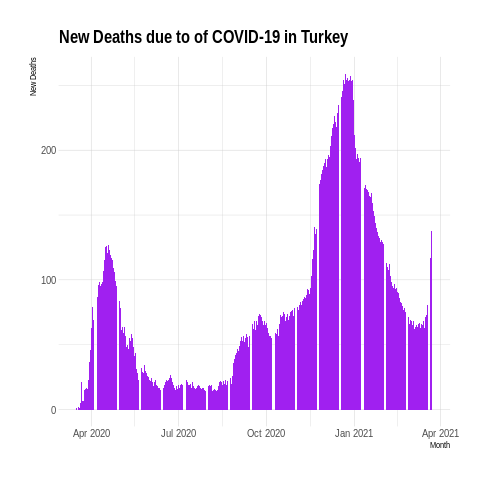 New Deaths due to of COVID-19 in Turkey
New Deaths
200
100
0
Apr 2020 Jul 2020 Oct 2020 Jan 2021 Apr 2021
Month